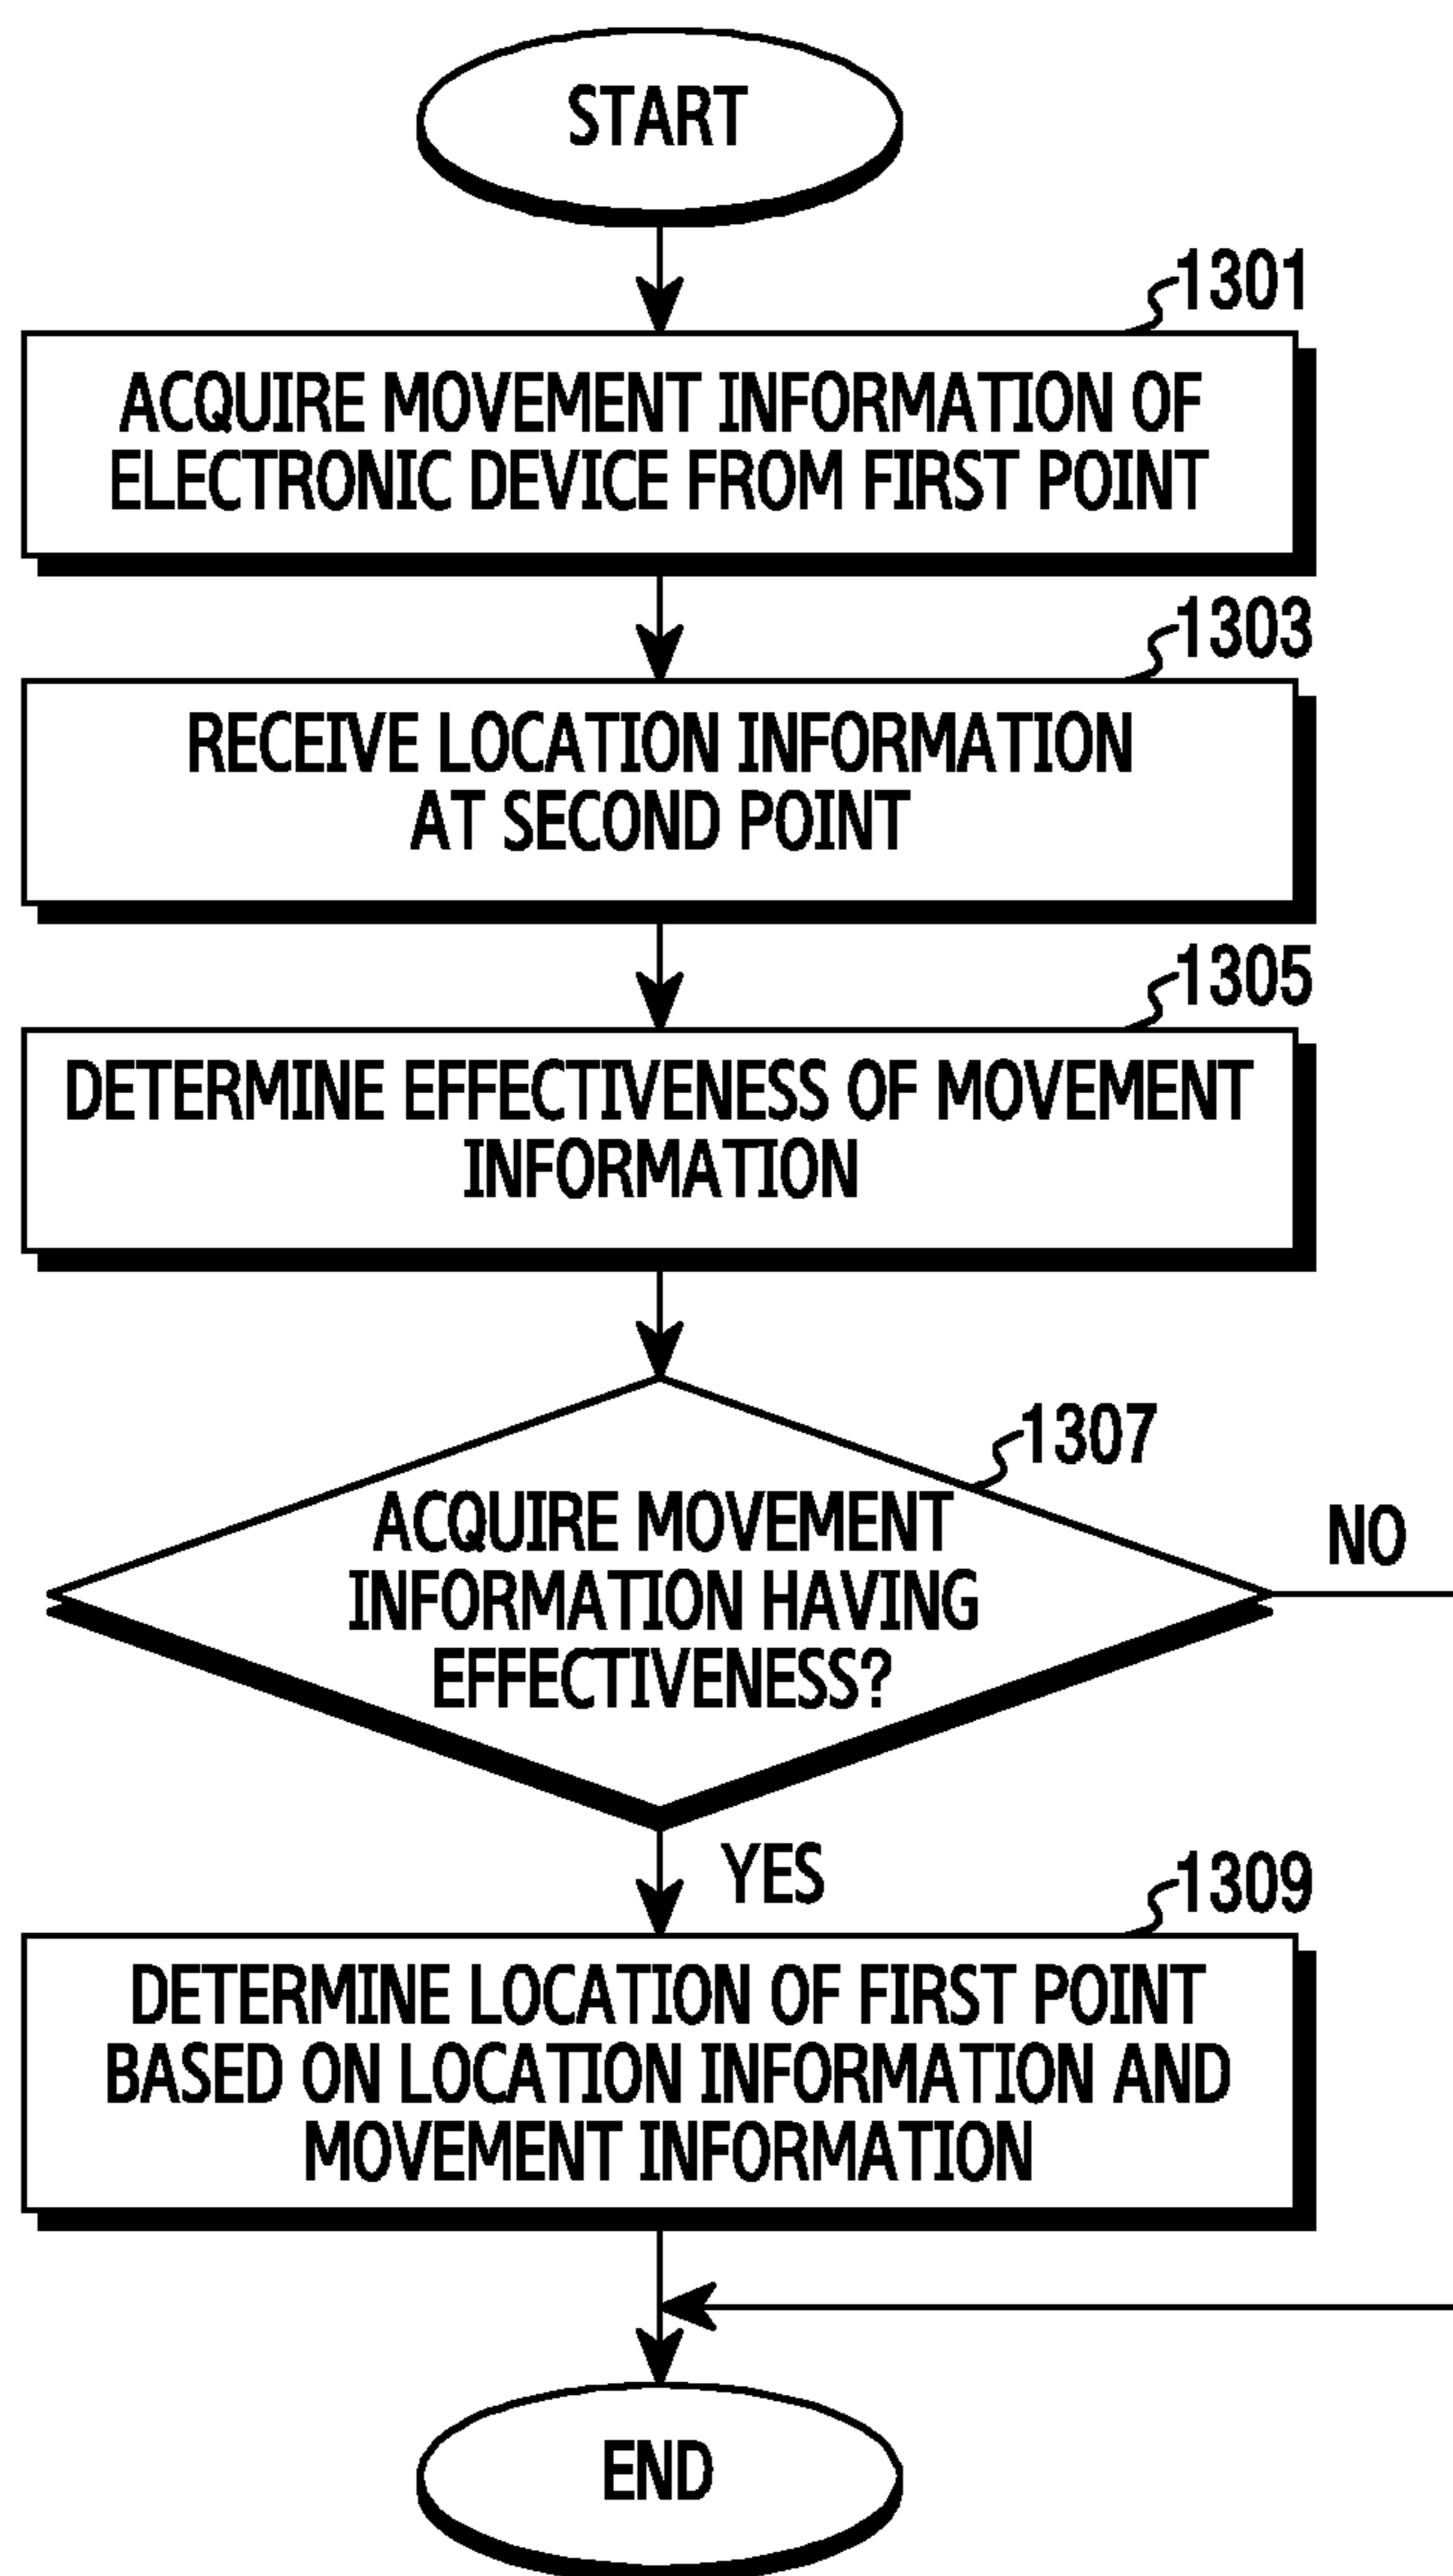 START
1301
ACQUIRE MOVEMENT INFORMATION OF
ELECTRONIC DEVICE FROM FIRST POINT
1303
RECEIVE LOCATION INFORMATION
AT SECOND POINT
1305
DETERMINE EFFECTIVENESS OF MOVEMENT
INFORMATION
1307
ACQUIRE MOVEMENT
INFORMATION HAVING
EFFECTIVENESS?
NO
YES
1309
DETERMINE LOCATION OF FIRST POINT
BASED ON LOCATION INFORMATION AND
MOVEMENT INFORMATION
END